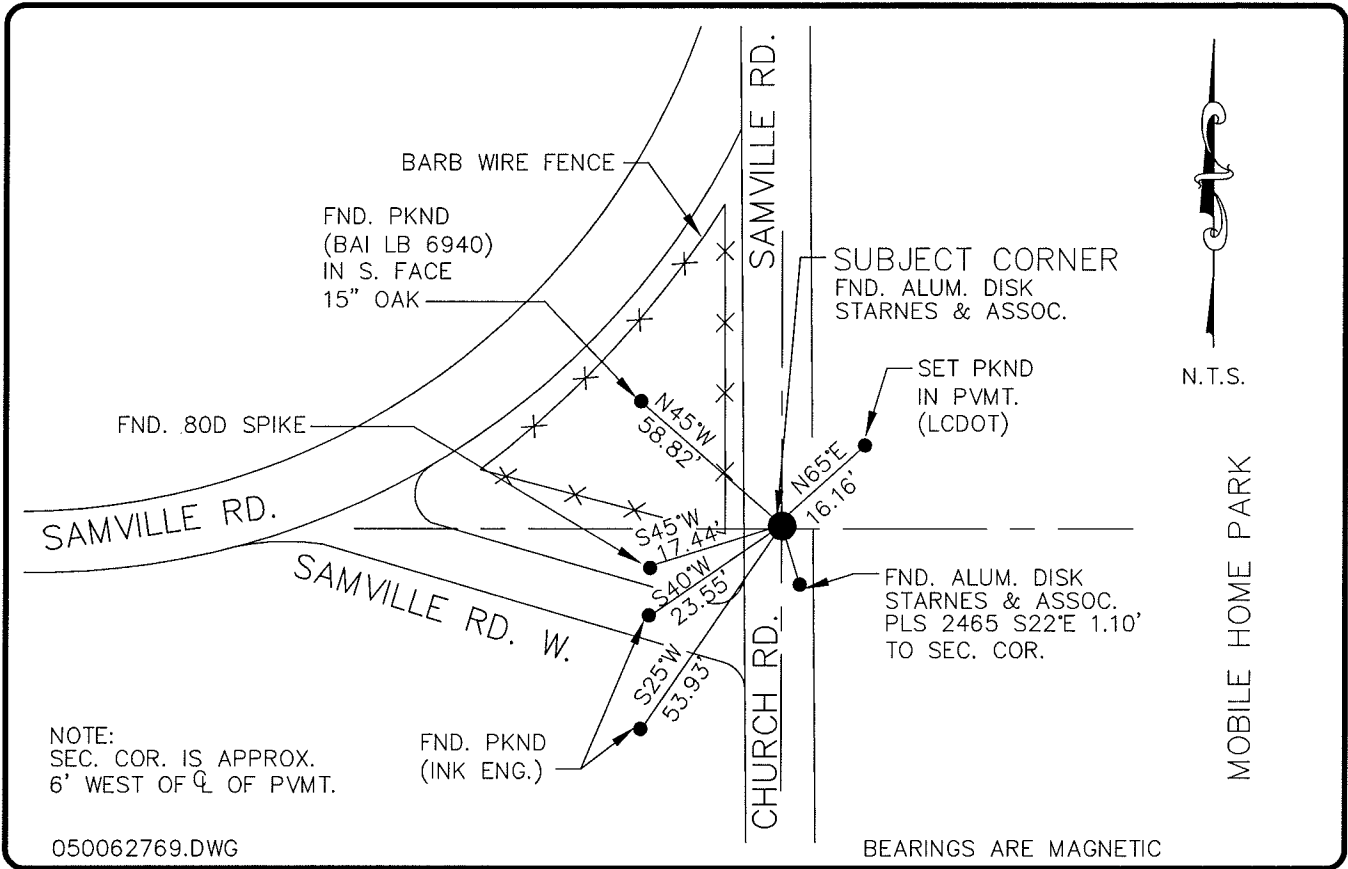 SAMVILLE RD.
BARB WIRE FENCE
FND. PKND
(BAI LB 6940)
IN S. FACE
15" OAK
SUBJECT CORNER
FND. ALUM. DISK
STARNES & ASSOC.
SET PKND
IN PVMT.
(LCDOT)
N.T.S.
FND. 80D SPIKE
N45°W
58.82'
N65°E
16.16'
SAMVILLE RD.
S45°W
17.44'
S40°W
23.55'
S25°W
53.93'
SAMVILLE RD. W.
FND. ALUM. DISK
STARNES & ASSOC.
PLS 2465 S22°E 1.10'
TO SEC. COR.
MOBILE HOME PARK
CHURCH RD.
FND. PKND
(INK ENG.)
NOTE:
SEC. COR. IS APPROX.
6' WEST OF ℄ OF PVMT.
050062769.DWG
BEARINGS ARE MAGNETIC